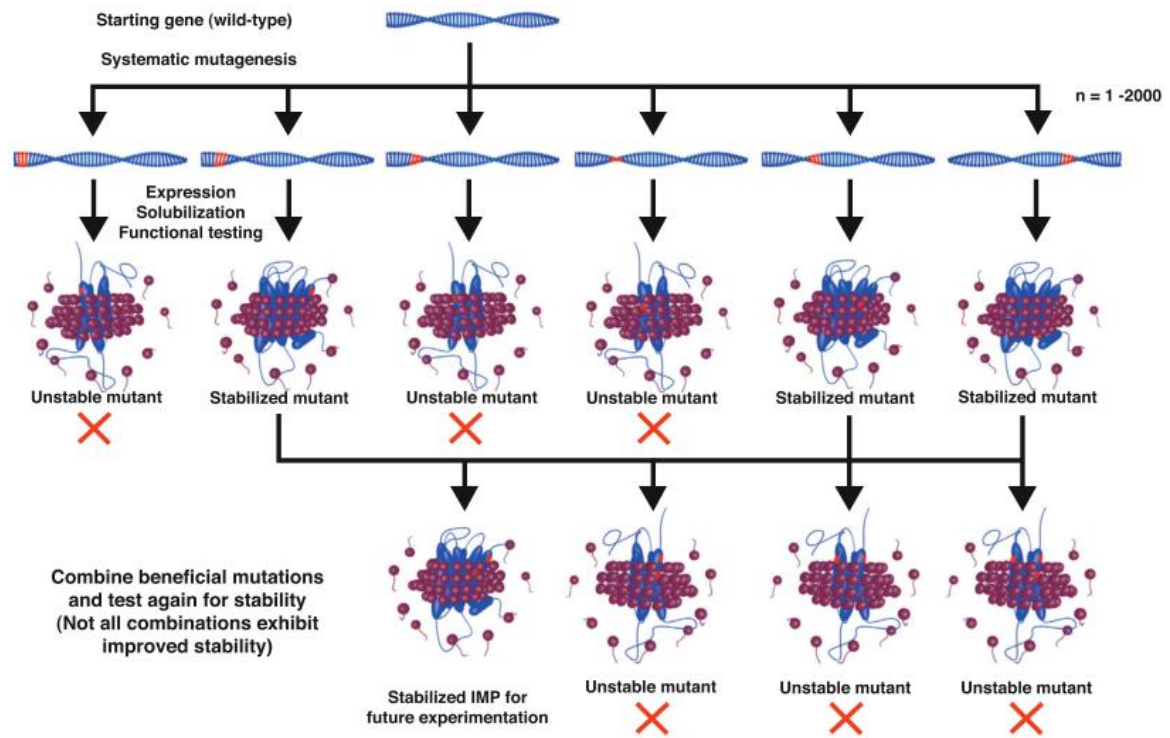 Starting gene (wild-type)
Systematic mutagenesis
n = 1 -2000
Expression
Solubilization
Functional testing
Unstable mutant
Stabilized mutant
Unstable mutant
Unstable mutant
Stabilized mutant
Stabilized mutant
Combine beneficial mutations
and test again for stability
(Not all combinations exhibit
improved stability)
Stabilized IMP for
future experimentation
Unstable mutant
Unstable mutant
Unstable mutant